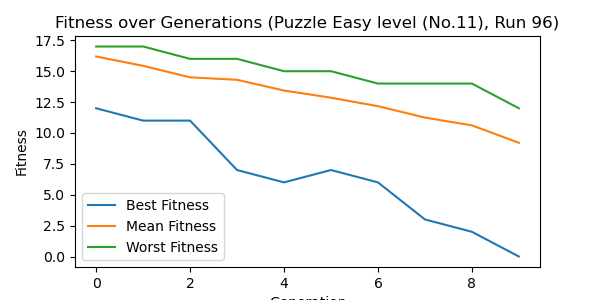 Fitness over Generations (Puzzle Easy level (No.11), Run 96)
17.5
15.0
12.5
10.0
7.5
5.0
2.5
0.0
Fitness
Best Fitness
Mean Fitness
Worst Fitness
0 2 4 6 8
Generation